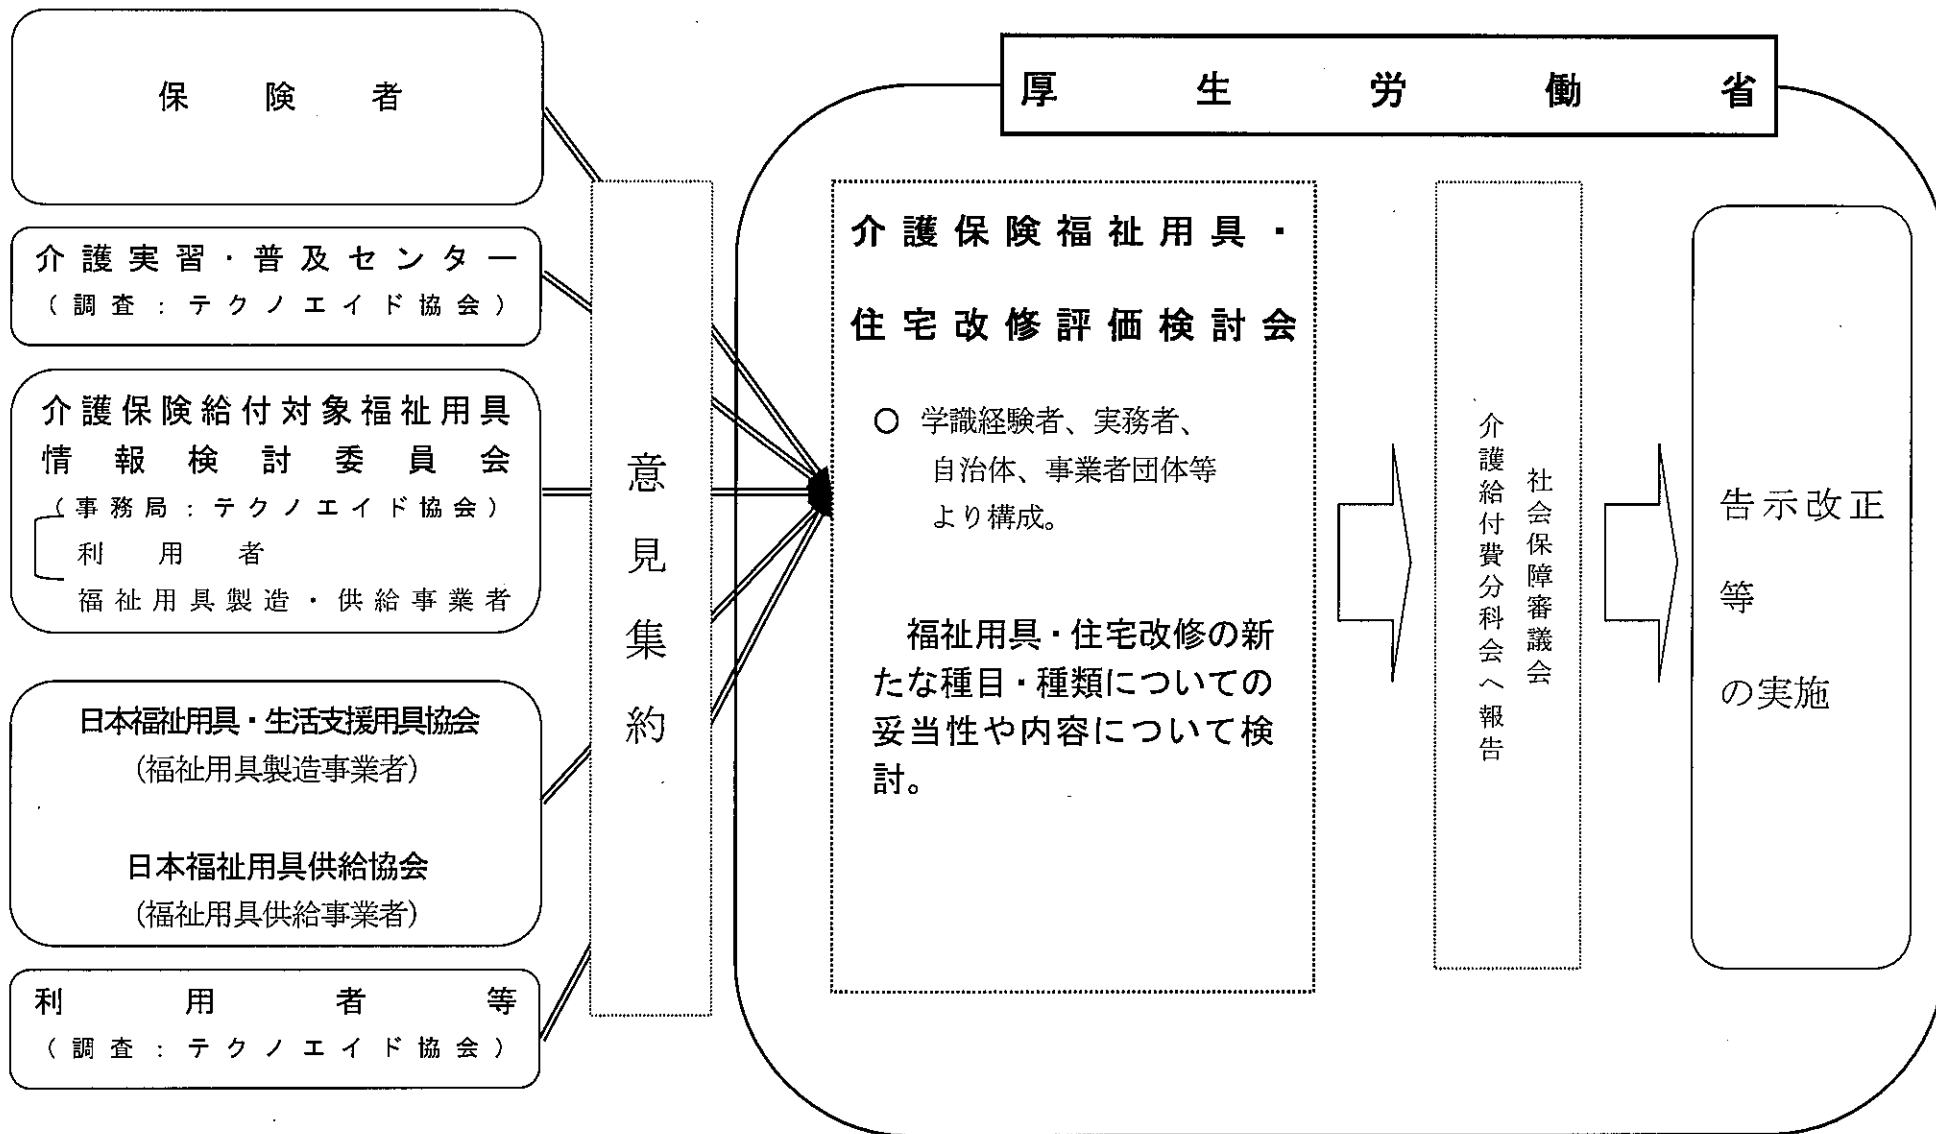 保険者
介護実習・普及センター
(調査:テクノエイド協会)
介護保険給付対象福祉用具
情報検討委員会
(事務局:テクノエイド協会)
利用者
福祉用具製造・供給事業者
日本福祉用具・生活支援用具協会
(福祉用具製造事業者)
日本福祉用具供給協会
(福祉用具供給事業者)
利用者等
(調査:テクノエイド協会)
意見集約
厚生労働省
介護保険福祉用具・
住宅改修評価検討会
○ 学識経験者、実務者、
自治体、事業者団体等
より構成。
福祉用具・住宅改修の新
たな種目・種類についての
妥当性や内容について検
討。
社会保障審議会
介護給付費分科会へ報告
告示改正
等
の実施